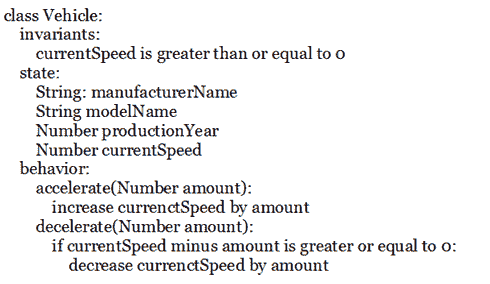 class Vehicle:
invariants:
currentSpeed is greater than or equal to 0
state:
String: manufacturerName
String modelName
Number productionYear
Number currentSpeed
behavior:
accelerate(Number amount):
increase currenctSpeed by amount
decelerate(Number amount):
if currentSpeed minus amount is greater or equal to 0:
decrease currenctSpeed by amount